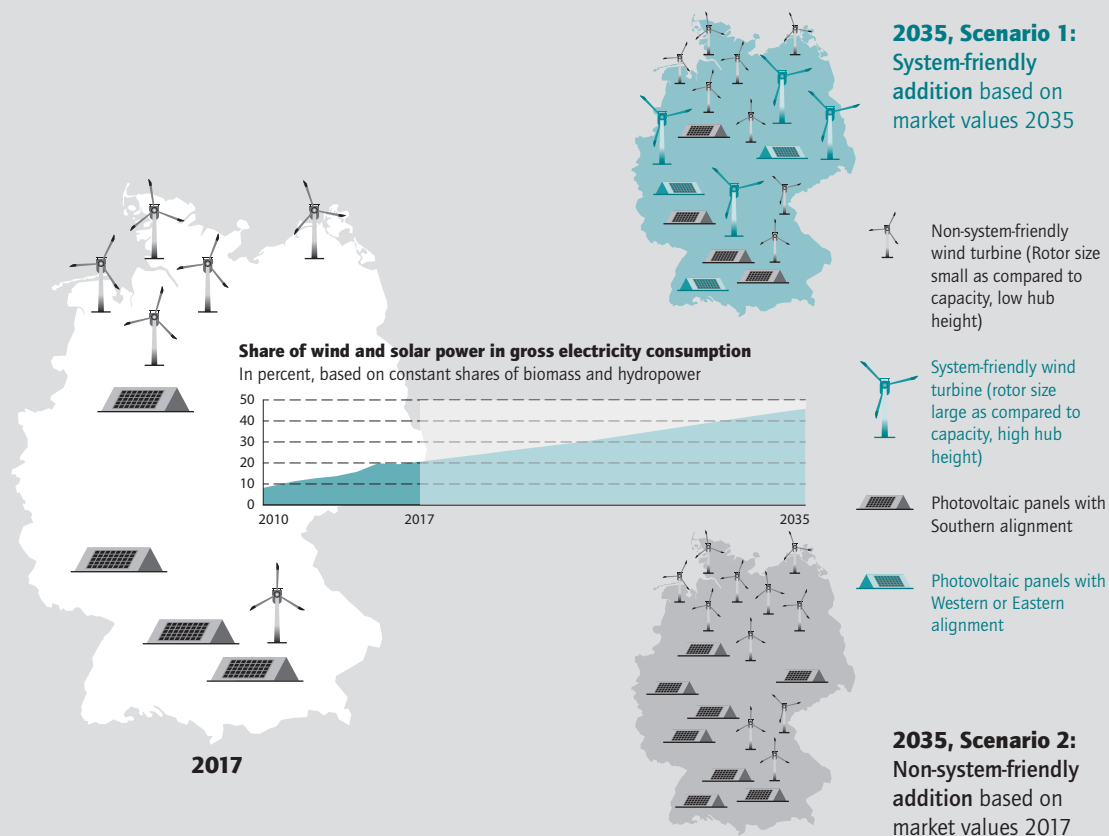 2035, Scenario 1:
System-friendly
addition based on
market values 2035
Non-system-friendly
wind turbine (Rotor size
small as compared to
capacity, low hub
height)
System-friendly wind
turbine (rotor size
large as compared to
capacity, high hub
height)
Photovoltaic panels with
Southern alignment
Photovoltaic panels with
Western or Eastern
alignment
Share of wind and solar power in gross electricity consumption
In percent, based on constant shares of biomass and hydropower
50
40
30
20
10
0
2010 2017 2035
2017
2035, Scenario 2:
Non-system-friendly
addition based on
market values 2017